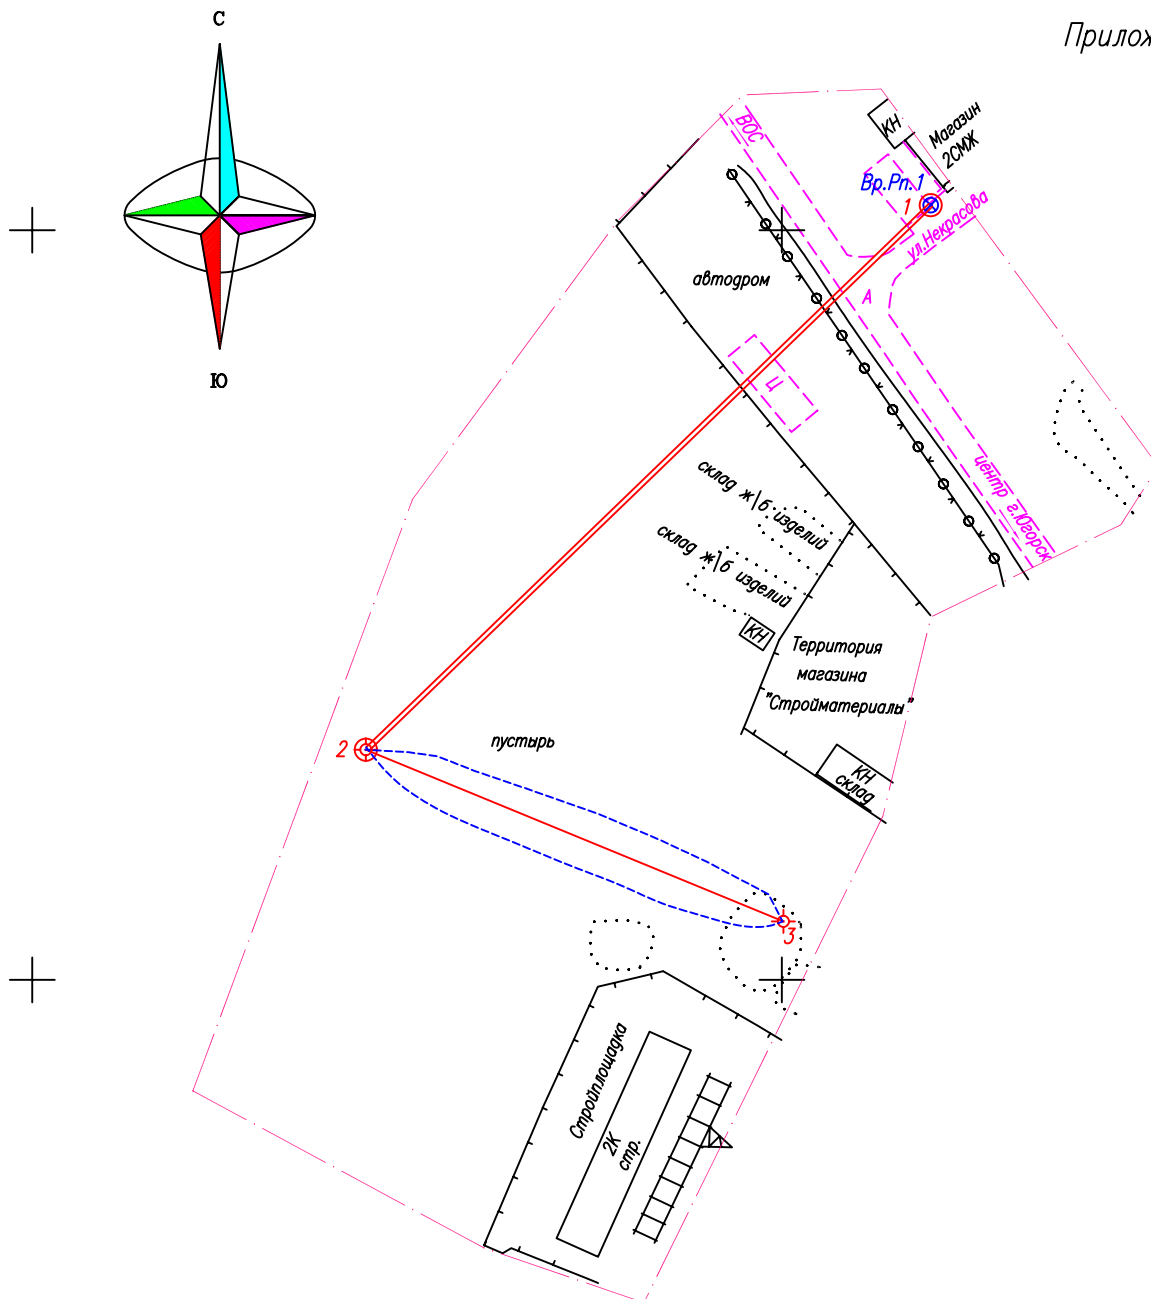 С
Ю
Прилож
ВОС
КН
Магазин
2СМЖ
Вр.Рп.1
1
ул.Некрасова
автодром
А
Ц
центр г.Югорск
склад ж/б изделий
склад ж/б изделий
КН
Территория
магазина
"Стройматериалы"
КН
склад
2
пустырь
3
Стройплощадка
2К
стр.